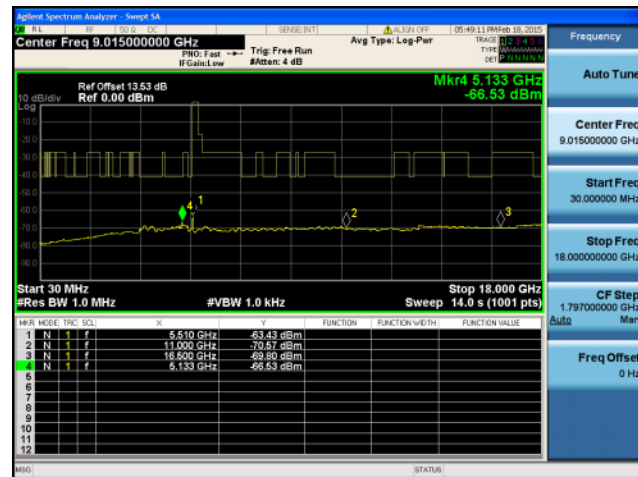 Agilent Spectrum Analyzer - Swept SA
RL RF 50 Ω DC SENSE:INT ALIGN OFF 05:49:11 PM Feb 18, 2015
Center Freq 9.015000000 GHz
PNO: Fast
IFGain:Low
Trig: Free Run
#Atten: 4 dB
Avg Type: Log-Pwr
TRACE 1 2 3 4 5 6
TYPE
DET P N N N N N
Mkr4 5.133 GHz
-66.53 dBm
Ref Offset 13.53 dB
Ref 0.00 dBm
10 dB/div
Log
-10.0
-20.0
-30.0
-40.0
-50.0
-60.0
-70.0
-80.0
-90.0
4
1
2
3
Start 30 MHz
Stop 18.000 GHz
#Res BW 1.0 MHz
#VBW 1.0 kHz
Sweep 14.0 s (1001 pts)
MKR MODE TRC SCL X Y FUNCTION FUNCTION WIDTH FUNCTION VALUE
1 N 1 f 5.510 GHz -63.43 dBm
2 N 1 f 11.000 GHz -70.57 dBm
3 N 1 f 16.500 GHz -69.80 dBm
4 N 1 f 5.133 GHz -66.53 dBm
5
6
7
8
9
10
11
12
MSG
STATUS
Frequency
Auto Tune
Center Freq
9.015000000 GHz
Start Freq
30.000000 MHz
Stop Freq
18.000000000 GHz
CF Step
1.797000000 GHz
Auto Man
Freq Offset
0 Hz